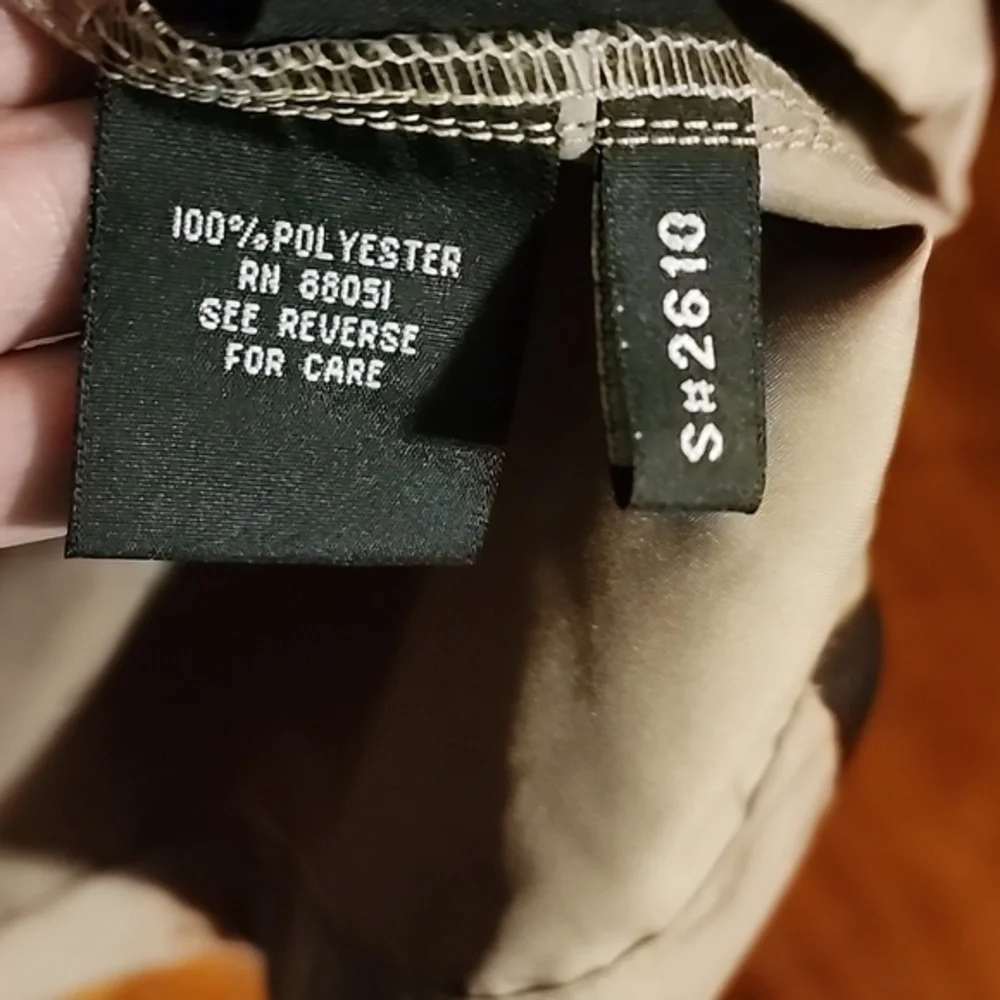 100%POLYESTER
RN 88051
SEE REVERSE
FOR CARE
S#2618